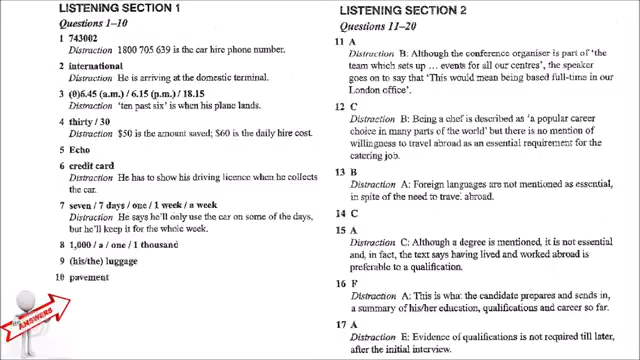 LISTENING SECTION 1
Questions 1–10
1 743002
Distraction 1800 705 639 is the car hire phone number.
2 international
Distraction He is arriving at the domestic terminal.
3 (0)6.45 (a.m.) / 6.15 (p.m.) / 18.15
Distraction 'ten past six' is when his plane lands.
4 thirty / 30
Distraction $50 is the amount saved; $60 is the daily hire cost.
5 Echo
6 credit card
Distraction He has to show his driving licence when he collects
the car.
7 seven / 7 days / one / 1 week / a week
Distraction He says he'll only use the car on some of the days,
but he'll keep it for the whole week.
8 1,000 / a / one / 1 thousand
9 (his/the) luggage
10 pavement
ANSWERS
LISTENING SECTION 2
Questions 11–20
11 A
Distraction B: Although the conference organiser is part of 'the
team which sets up ... events for all our centres', the speaker
goes on to say that 'This would mean being based full-time in our
London office'.
12 C
Distraction B: Being a chef is described as 'a popular career
choice in many parts of the world' but there is no mention of
willingness to travel abroad as an essential requirement for the
catering job.
13 B
Distraction A: Foreign languages are not mentioned as essential,
in spite of the need to travel abroad.
14 C
15 A
Distraction C: Although a degree is mentioned, it is not essential
and, in fact, the text says having lived and worked abroad is
preferable to a qualification.
16 F
Distraction A: This is what the candidate prepares and sends in,
a summary of his/her education, qualifications and career so far.
17 A
Distraction E: Evidence of qualifications is not required till later,
after the initial interview.